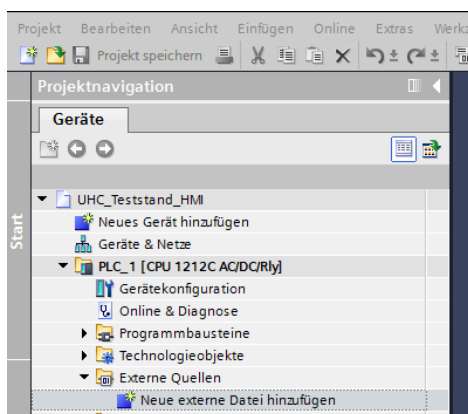 Projekt Bearbeiten Ansicht Einfügen Online Extras
Projekt speichern
Projektnavigation
Geräte
UHC_Teststand_HMI
Neues Gerät hinzufügen
Geräte & Netze
PLC_1 [CPU 1212C AC/DC/Rly]
Gerätekonfiguration
Online & Diagnose
Programmbausteine
Technologieobjekte
Externe Quellen
Neue externe Datei hinzufügen
Start